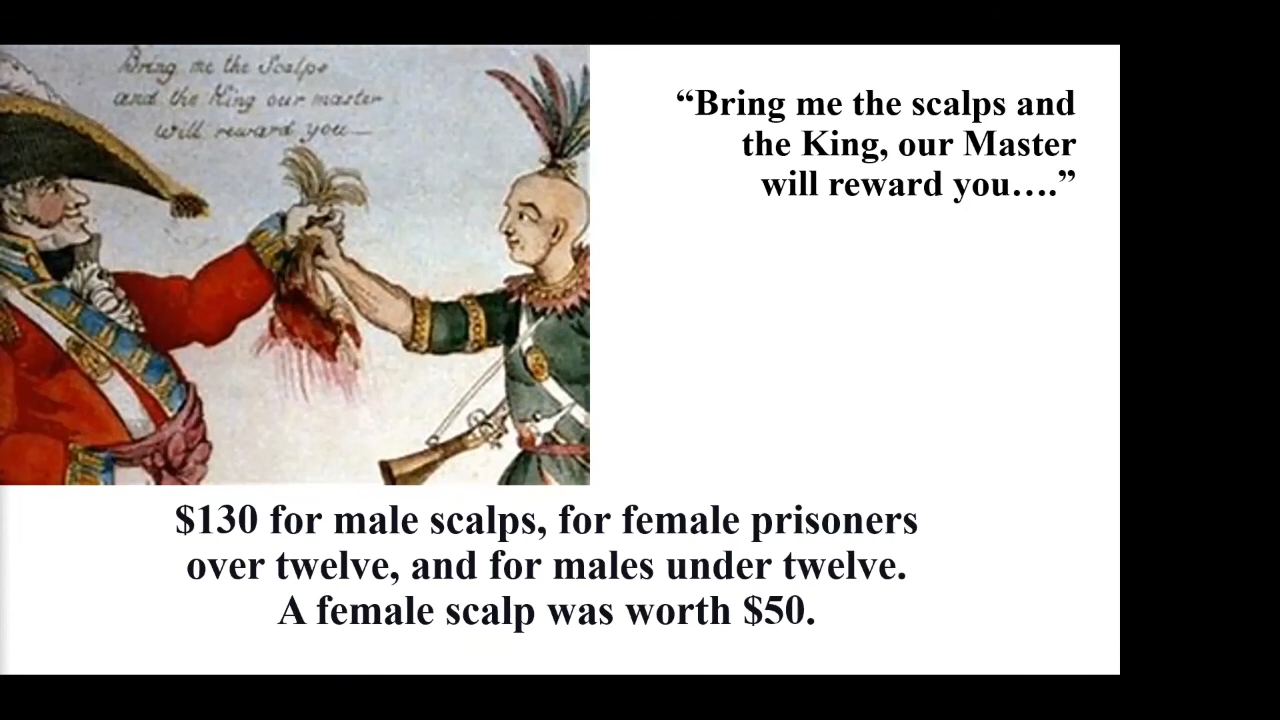 Bring me the Scalps
and the King our master
will reward you—
“Bring me the scalps and
the King, our Master
will reward you….”
$130 for male scalps, for female prisoners
over twelve, and for males under twelve.
A female scalp was worth $50.